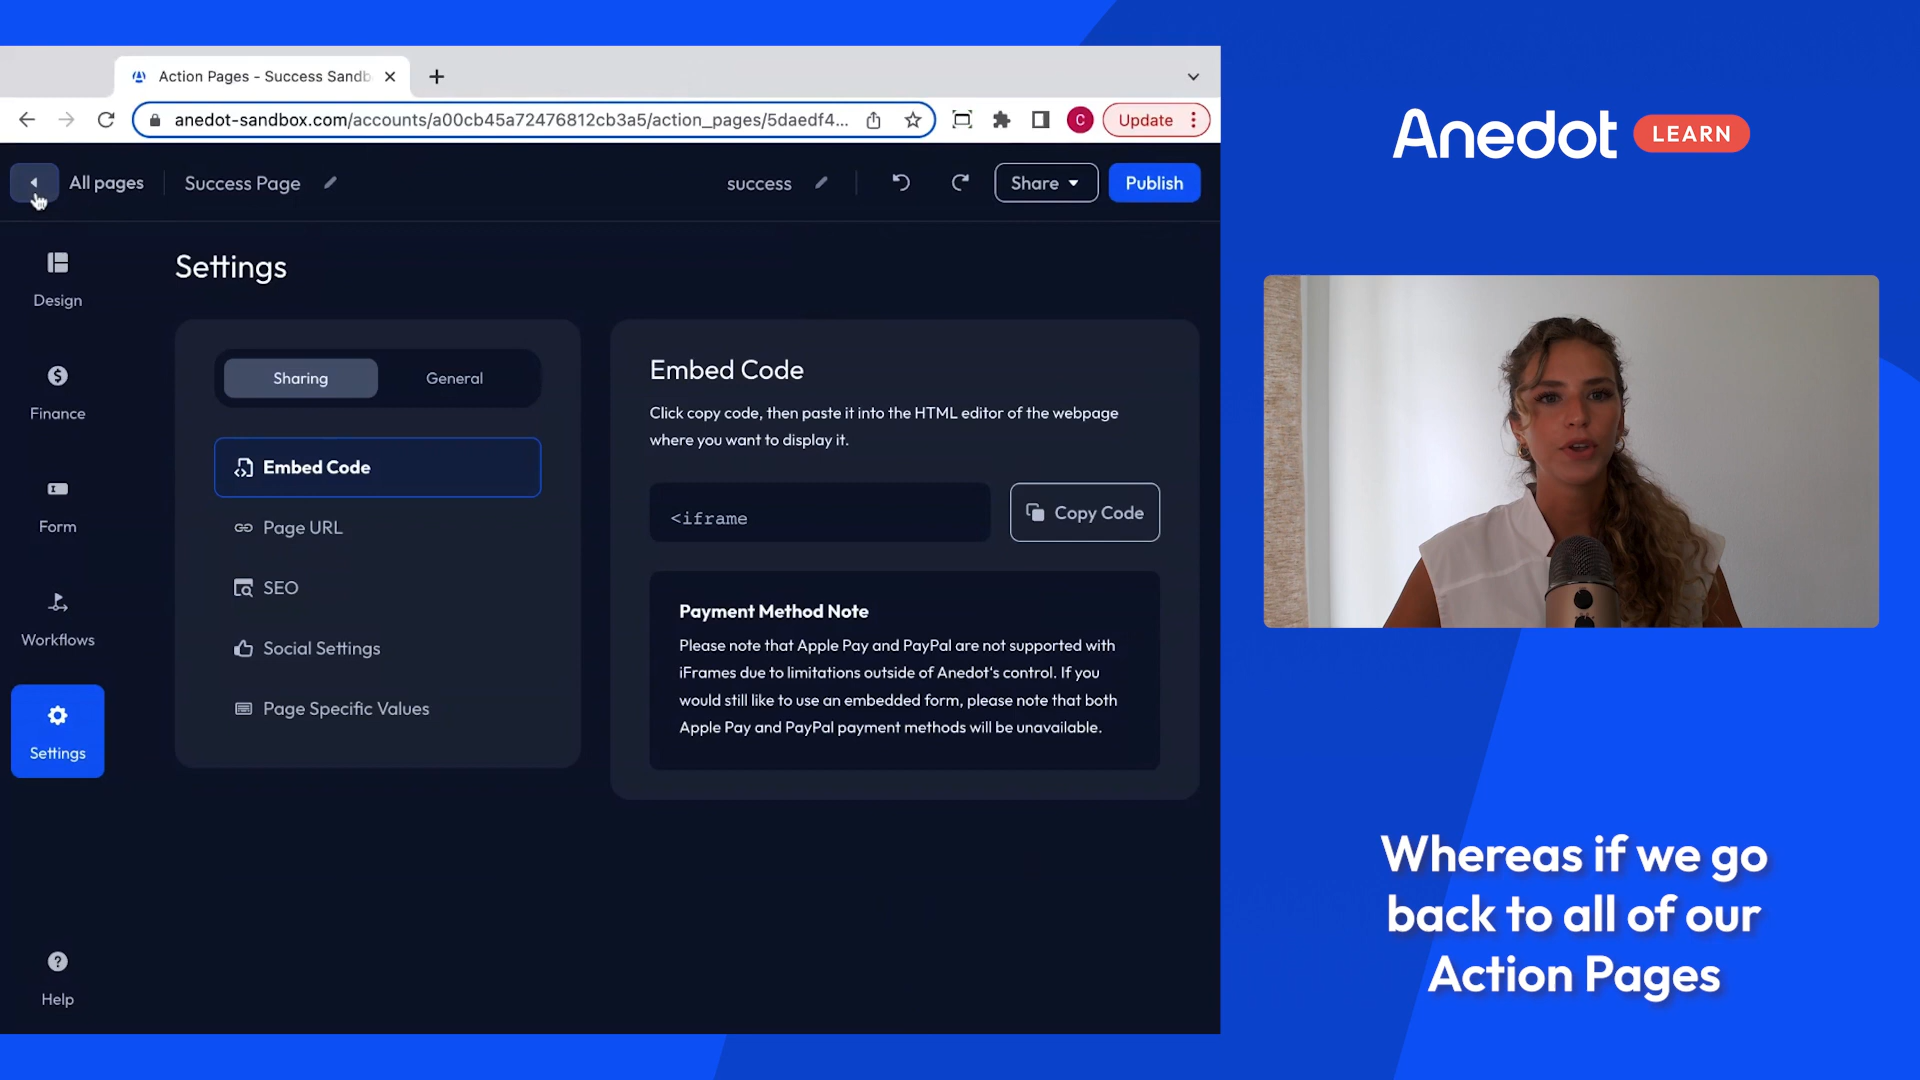 Action Pages - Success Sandb
anedot-sandbox.com/accounts/a00cb45a72476812cb3a5/action_pages/5daedf4...
C
Update
All pages
Success Page
success
Share
Publish
Design
Finance
Form
Workflows
Settings
Help
Settings
Sharing
General
Embed Code
Page URL
SEO
Social Settings
Page Specific Values
Embed Code
Click copy code, then paste it into the HTML editor of the webpage
where you want to display it.
<iframe
Copy Code
Payment Method Note
Please note that Apple Pay and PayPal are not supported with
iFrames due to limitations outside of Anedot's control. If you
would still like to use an embedded form, please note that both
Apple Pay and PayPal payment methods will be unavailable.
Anedot LEARN
Whereas if we go
back to all of our
Action Pages